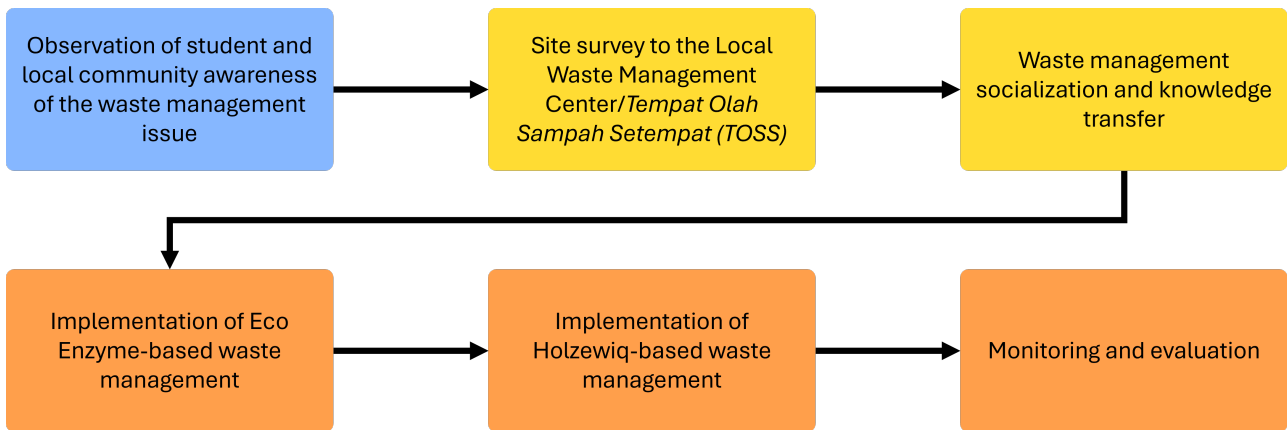 Observation of student and
local community awareness
of the waste management
issue
Site survey to the Local
Waste Management
Center/Tempat Olah
Sampah Setempat (TOSS)
Waste management
socialization and knowledge
transfer
Implementation of Eco
Enzyme-based waste
management
Implementation of
Holzewiq-based waste
management
Monitoring and evaluation